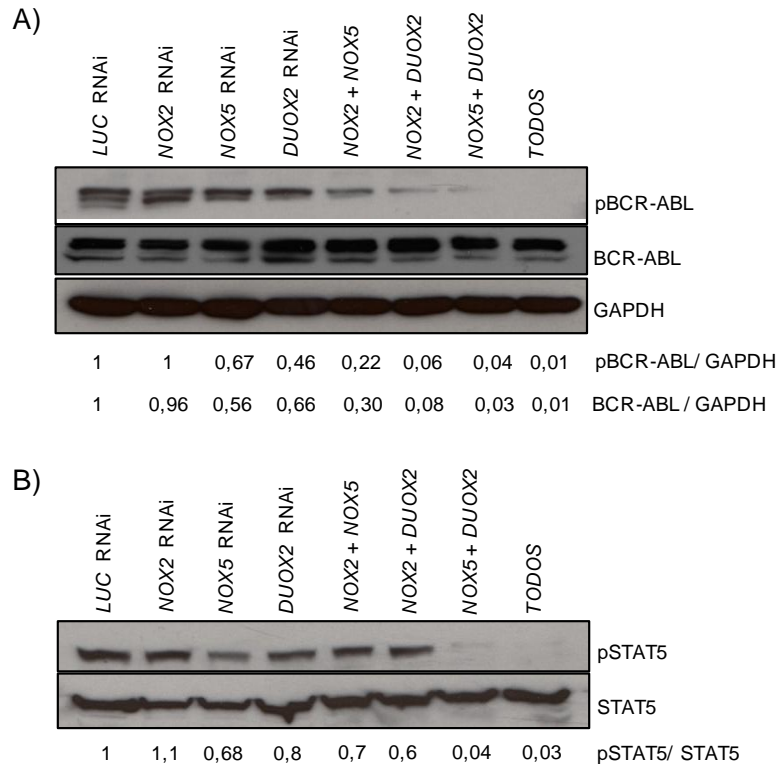 A)
LUC RNAi
NOX2 RNAi
NOX5 RNAi
DUOX2 RNAi
NOX2 + NOX5
NOX2 + DUOX2
NOX5 + DUOX2
TODOS
pBCR-ABL
BCR-ABL
GAPDH
1 1 0,67 0,46 0,22 0,06 0,04 0,01 pBCR-ABL/ GAPDH
1 0,96 0,56 0,66 0,30 0,08 0,03 0,01 BCR-ABL / GAPDH
B)
LUC RNAi
NOX2 RNAi
NOX5 RNAi
DUOX2 RNAi
NOX2 + NOX5
NOX2 + DUOX2
NOX5 + DUOX2
TODOS
pSTAT5
STAT5
1 1,1 0,68 0,8 0,7 0,6 0,04 0,03 pSTAT5/ STAT5